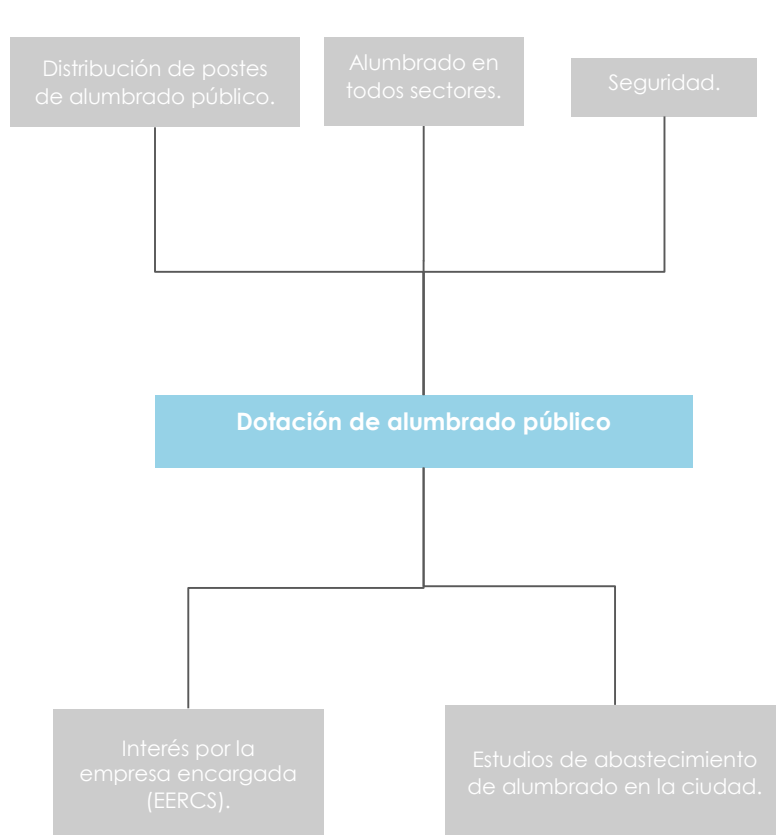 Distribución de postes
de alumbrado público.
Alumbrado en
todos sectores.
Seguridad.
Dotación de alumbrado público
Interés por la
empresa encargada
(EERCS).
Estudios de abastecimiento
de alumbrado en la ciudad.